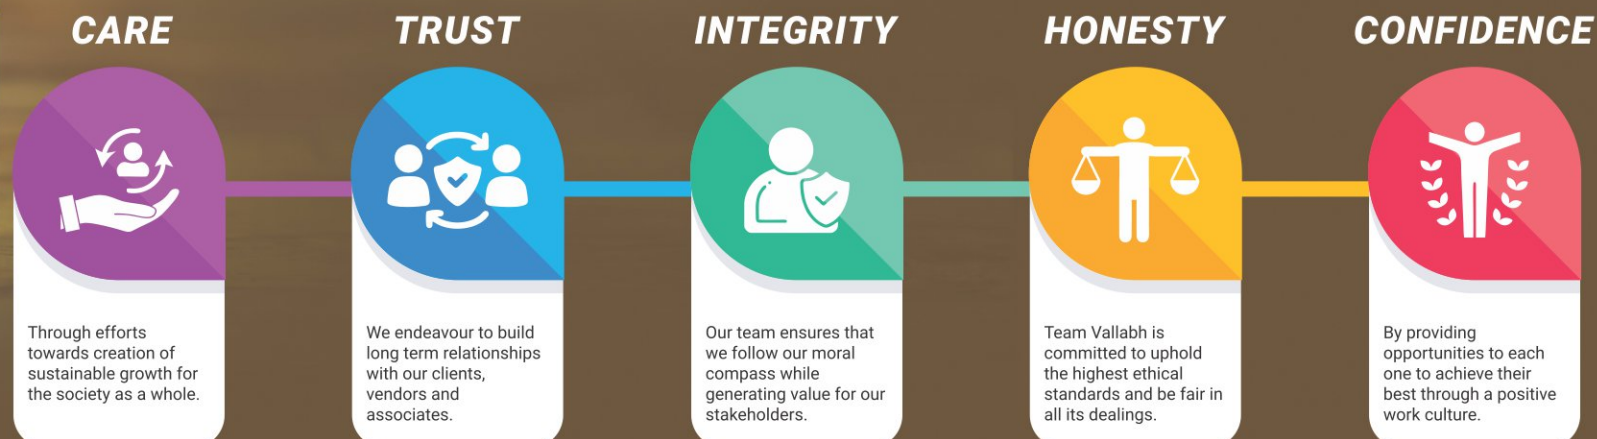 CARE
Through efforts
towards creation of
sustainable growth for
the society as a whole.
TRUST
We endeavour to build
long term relationships
with our clients,
vendors and
associates.
INTEGRITY
Our team ensures that
we follow our moral
compass while
generating value for our
stakeholders.
HONESTY
Team Vallabh is
committed to uphold
the highest ethical
standards and be fair in
all its dealings.
CONFIDENCE
By providing
opportunities to each
one to achieve their
best through a positive
work culture.